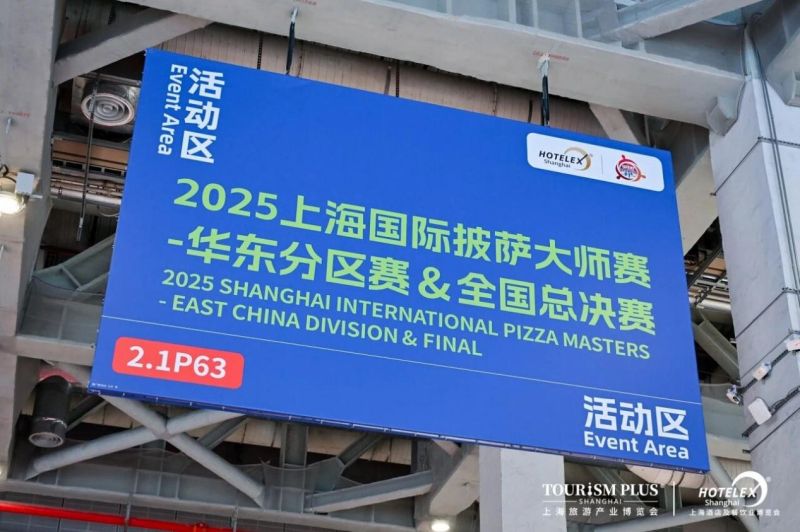 活动区
Event Area
HOTELEX
Shanghai
2025上海国际披萨大师赛
-华东分区赛&全国总决赛
2025 SHANGHAI INTERNATIONAL PIZZA MASTERS
- EAST CHINA DIVISION & FINAL
2.1P63
活动区
Event Area
TOURiSM PLUS
SHANGHAI
上海旅游产业博览会
HOTELEX
Shanghai
上海酒店及餐饮业博览会